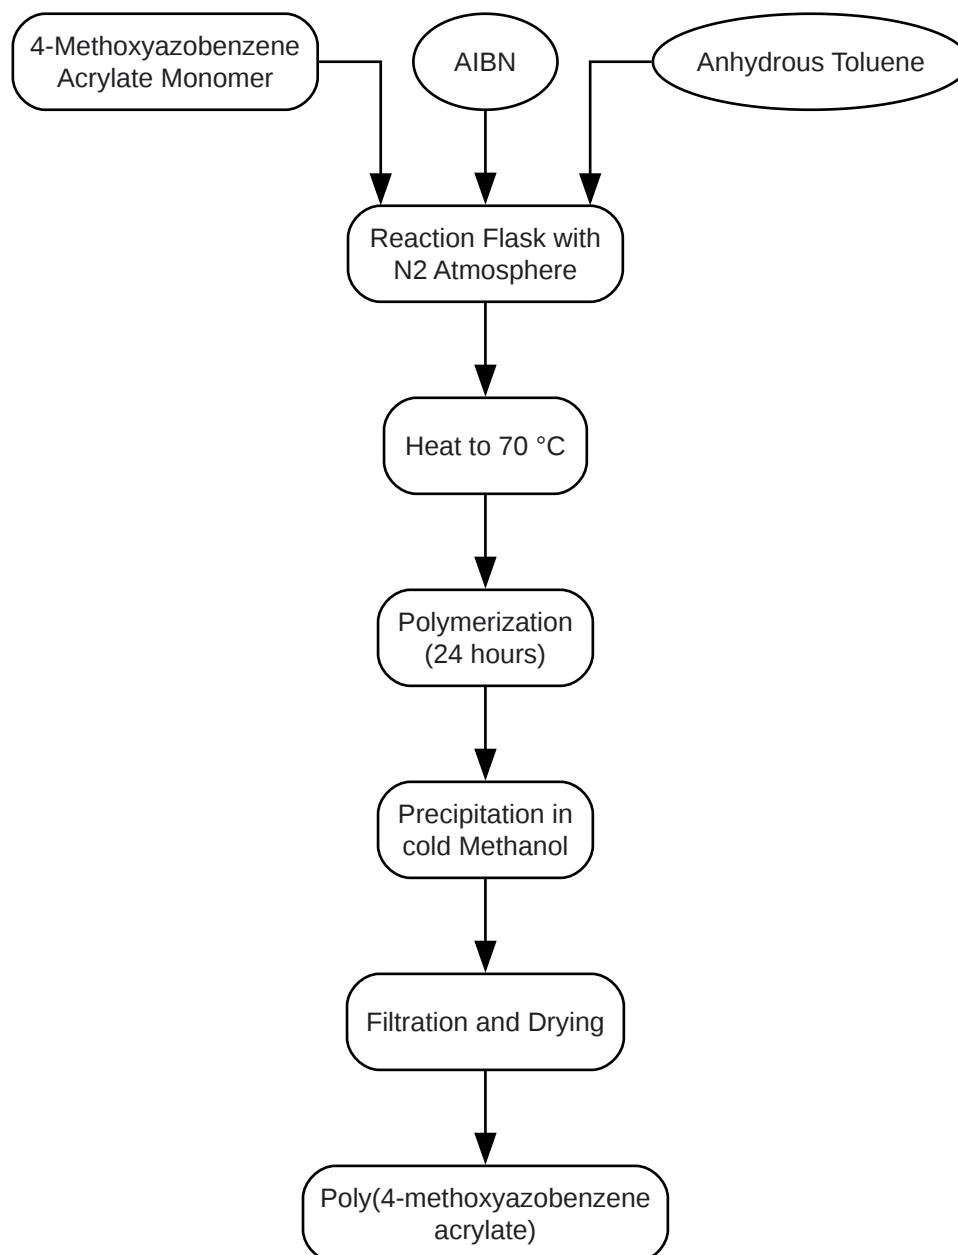 4-Methoxyazobenzene
Acrylate Monomer
AIBN
Anhydrous Toluene
Reaction Flask with
N2 Atmosphere
Heat to 70 °C
Polymerization
(24 hours)
Precipitation in
cold Methanol
Filtration and Drying
Poly(4-methoxyazobenzene
acrylate)